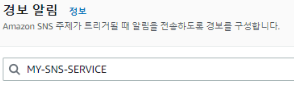 경보 알림 정보
Amazon SNS 주제가 트리거될 때 알림을 전송하도록 경보를 구성합니다.
MY-SNS-SERVICE